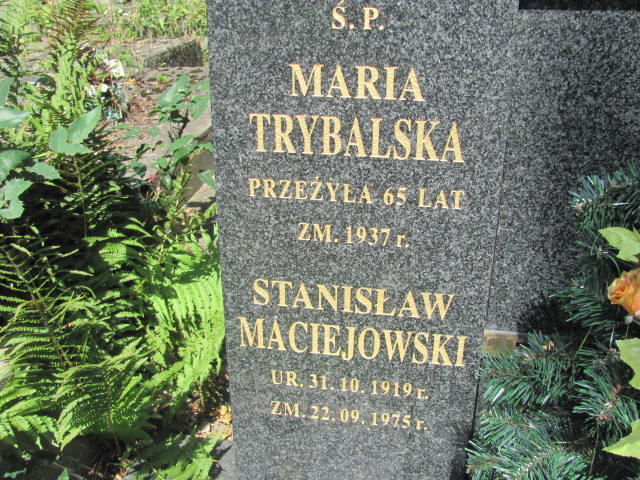 Ś. P.
MARIA
TRYBALSKA
PRZEŻYŁA 65 LAT
ZM. 1937 r.
STANISŁAW
MACIEJOWSKI
UR. 31. 10. 1919 r.
ZM. 22. 09. 1975 r.